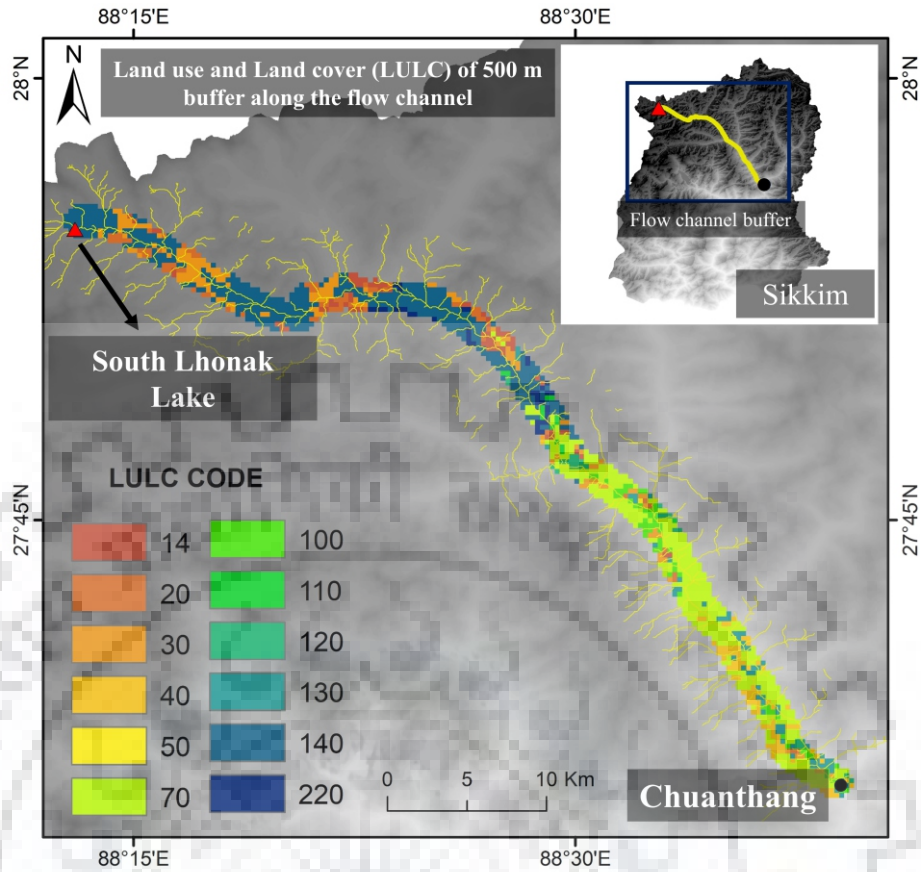 88°15'E
88°30'E
N
Land use and Land cover (LULC) of 500 m
buffer along the flow channel
28°N
28°N
Flow channel buffer
Sikkim
South Lhonak
Lake
LULC CODE
27°45'N
27°45'N
14
100
20
110
30
120
40
130
50
140
70
220
0
5
10 Km
Chuanthang
88°15'E
88°30'E